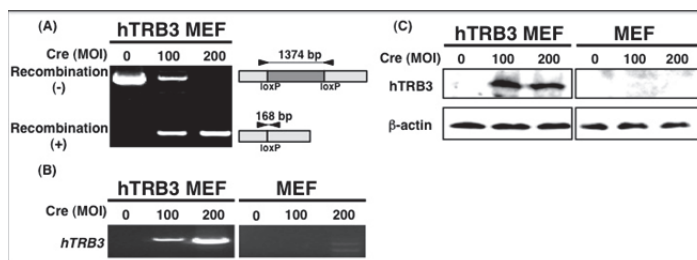 (A)
hTRB3 MEF
Cre (MOI) 0 100 200
Recombination
(-)
1374 bp
loxP loxP
Recombination
(+)
168 bp
loxP
(B)
hTRB3 MEF MEF
Cre (MOI) 0 100 200 0 100 200
hTRB3
(C)
hTRB3 MEF MEF
Cre (MOI) 0 100 200 0 100 200
hTRB3
β-actin